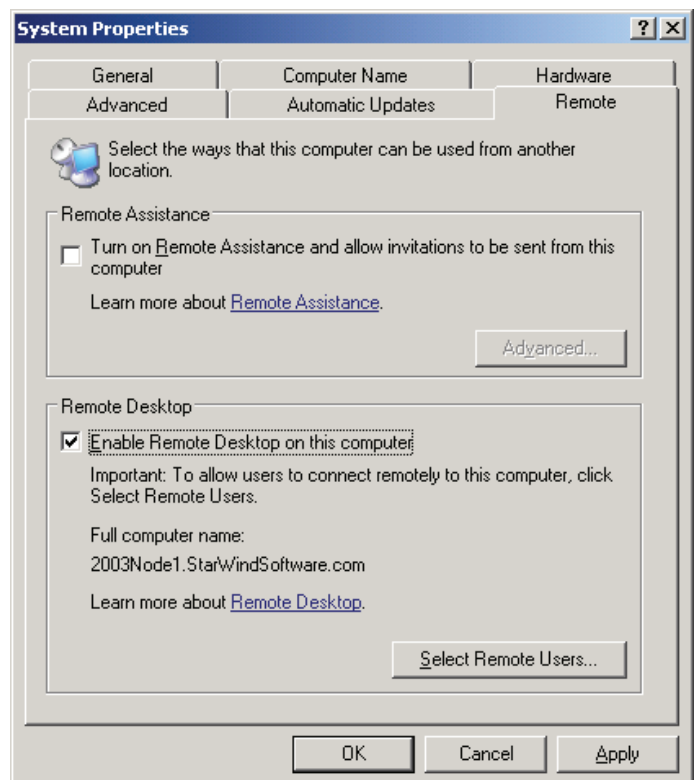 System Properties
General
Computer Name
Hardware
Advanced
Automatic Updates
Remote
Select the ways that this computer can be used from another
location.
Remote Assistance
Turn on Remote Assistance and allow invitations to be sent from this
computer
Learn more about Remote Assistance.
Advanced...
Remote Desktop
Enable Remote Desktop on this computer
Important: To allow users to connect remotely to this computer, click
Select Remote Users.
Full computer name:
2003Node1.StarWindSoftware.com
Learn more about Remote Desktop.
Select Remote Users...
OK
Cancel
Apply